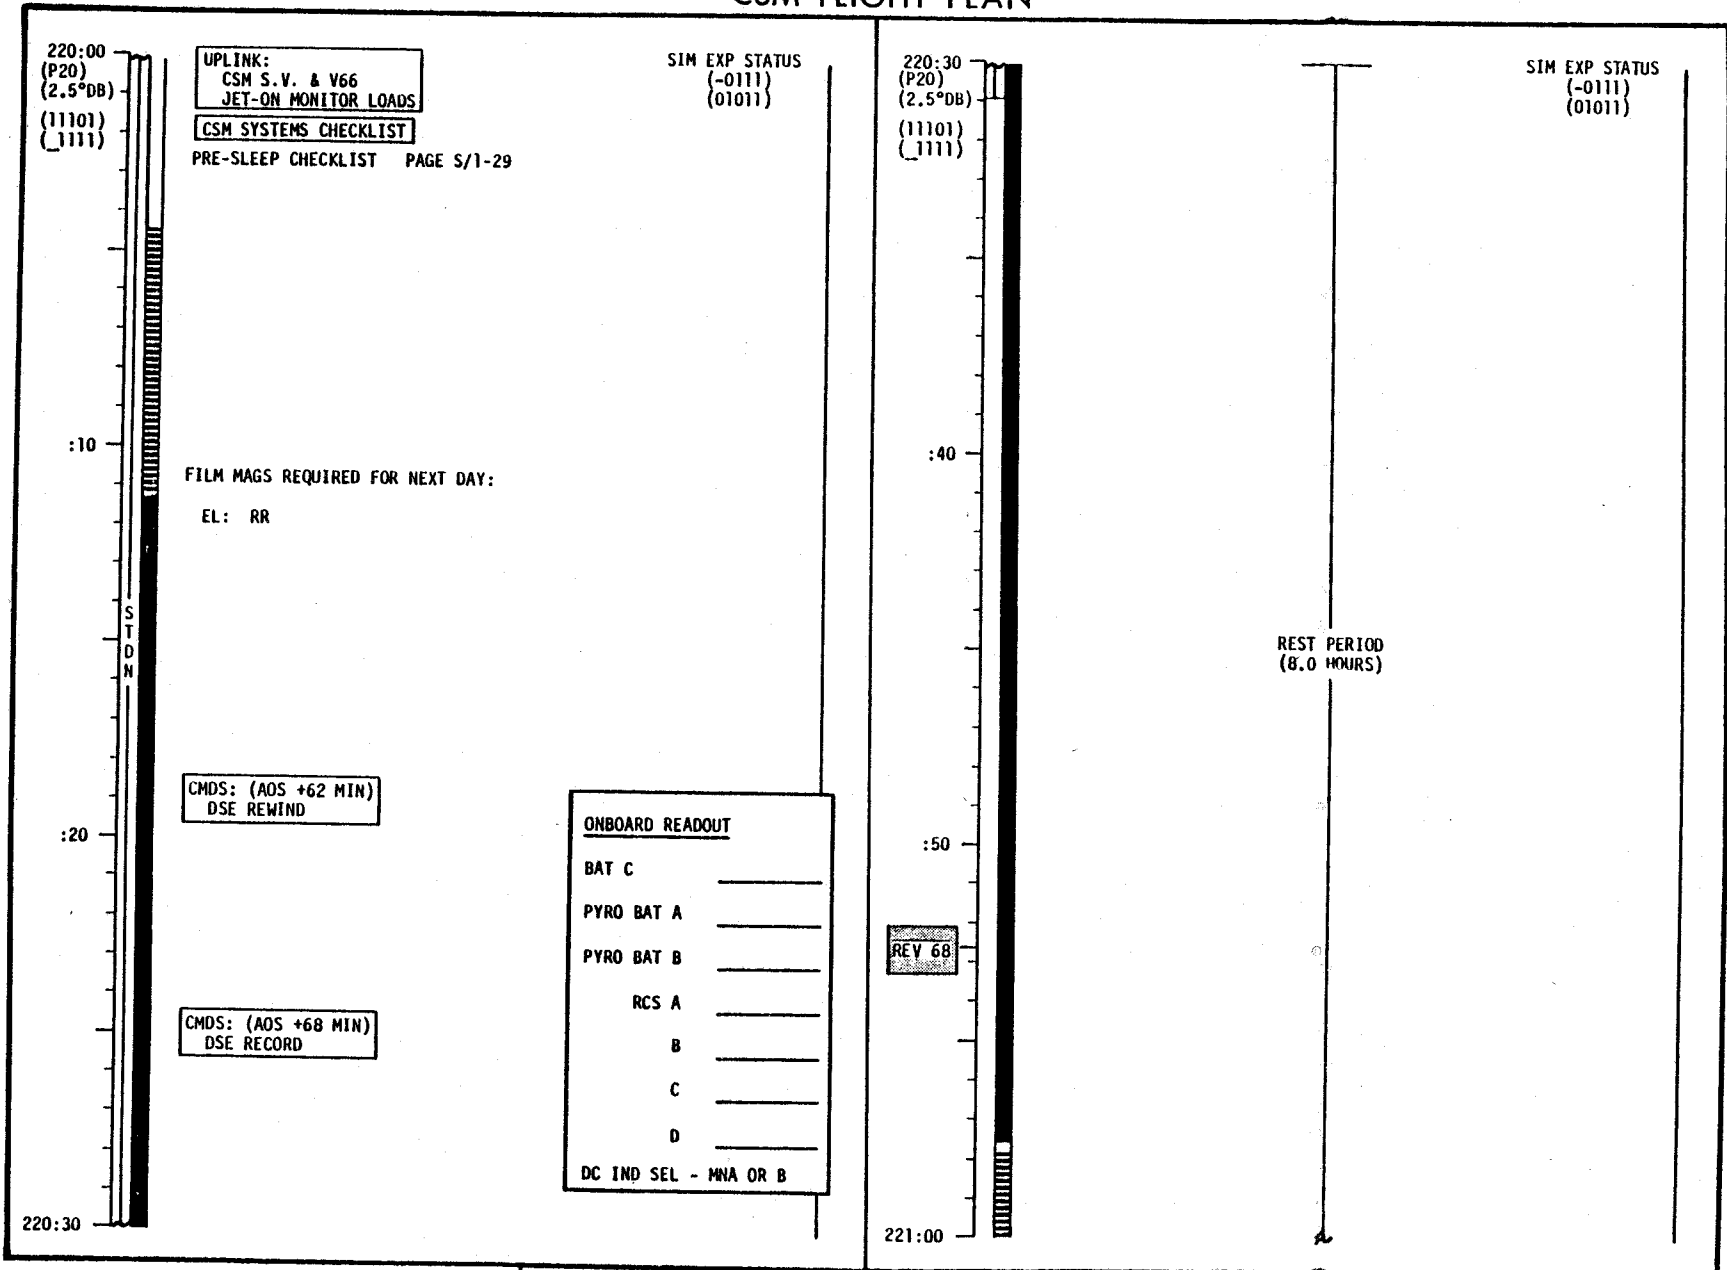 CSM FLIGHT PLAN
220:00
(P20)
(2.5°DB)
(11101)
(_1111)
UPLINK:
CSM S.V. & V66
JET-ON MONITOR LOADS
CSM SYSTEMS CHECKLIST
PRE-SLEEP CHECKLIST PAGE S/1-29
SIM EXP STATUS
(-0111)
(01011)
:10
FILM MAGS REQUIRED FOR NEXT DAY:
EL: RR
STDN
CMDS: (AOS +62 MIN)
DSE REWIND
:20
CMDS: (AOS +68 MIN)
DSE RECORD
ONBOARD READOUT
BAT C
PYRO BAT A
PYRO BAT B
RCS A
B
C
D
DC IND SEL - MNA OR B
220:30
220:30
(P20)
(2.5°DB)
(11101)
(_1111)
SIM EXP STATUS
(-0111)
(01011)
:40
REST PERIOD
(8.0 HOURS)
:50
REV 68
221:00